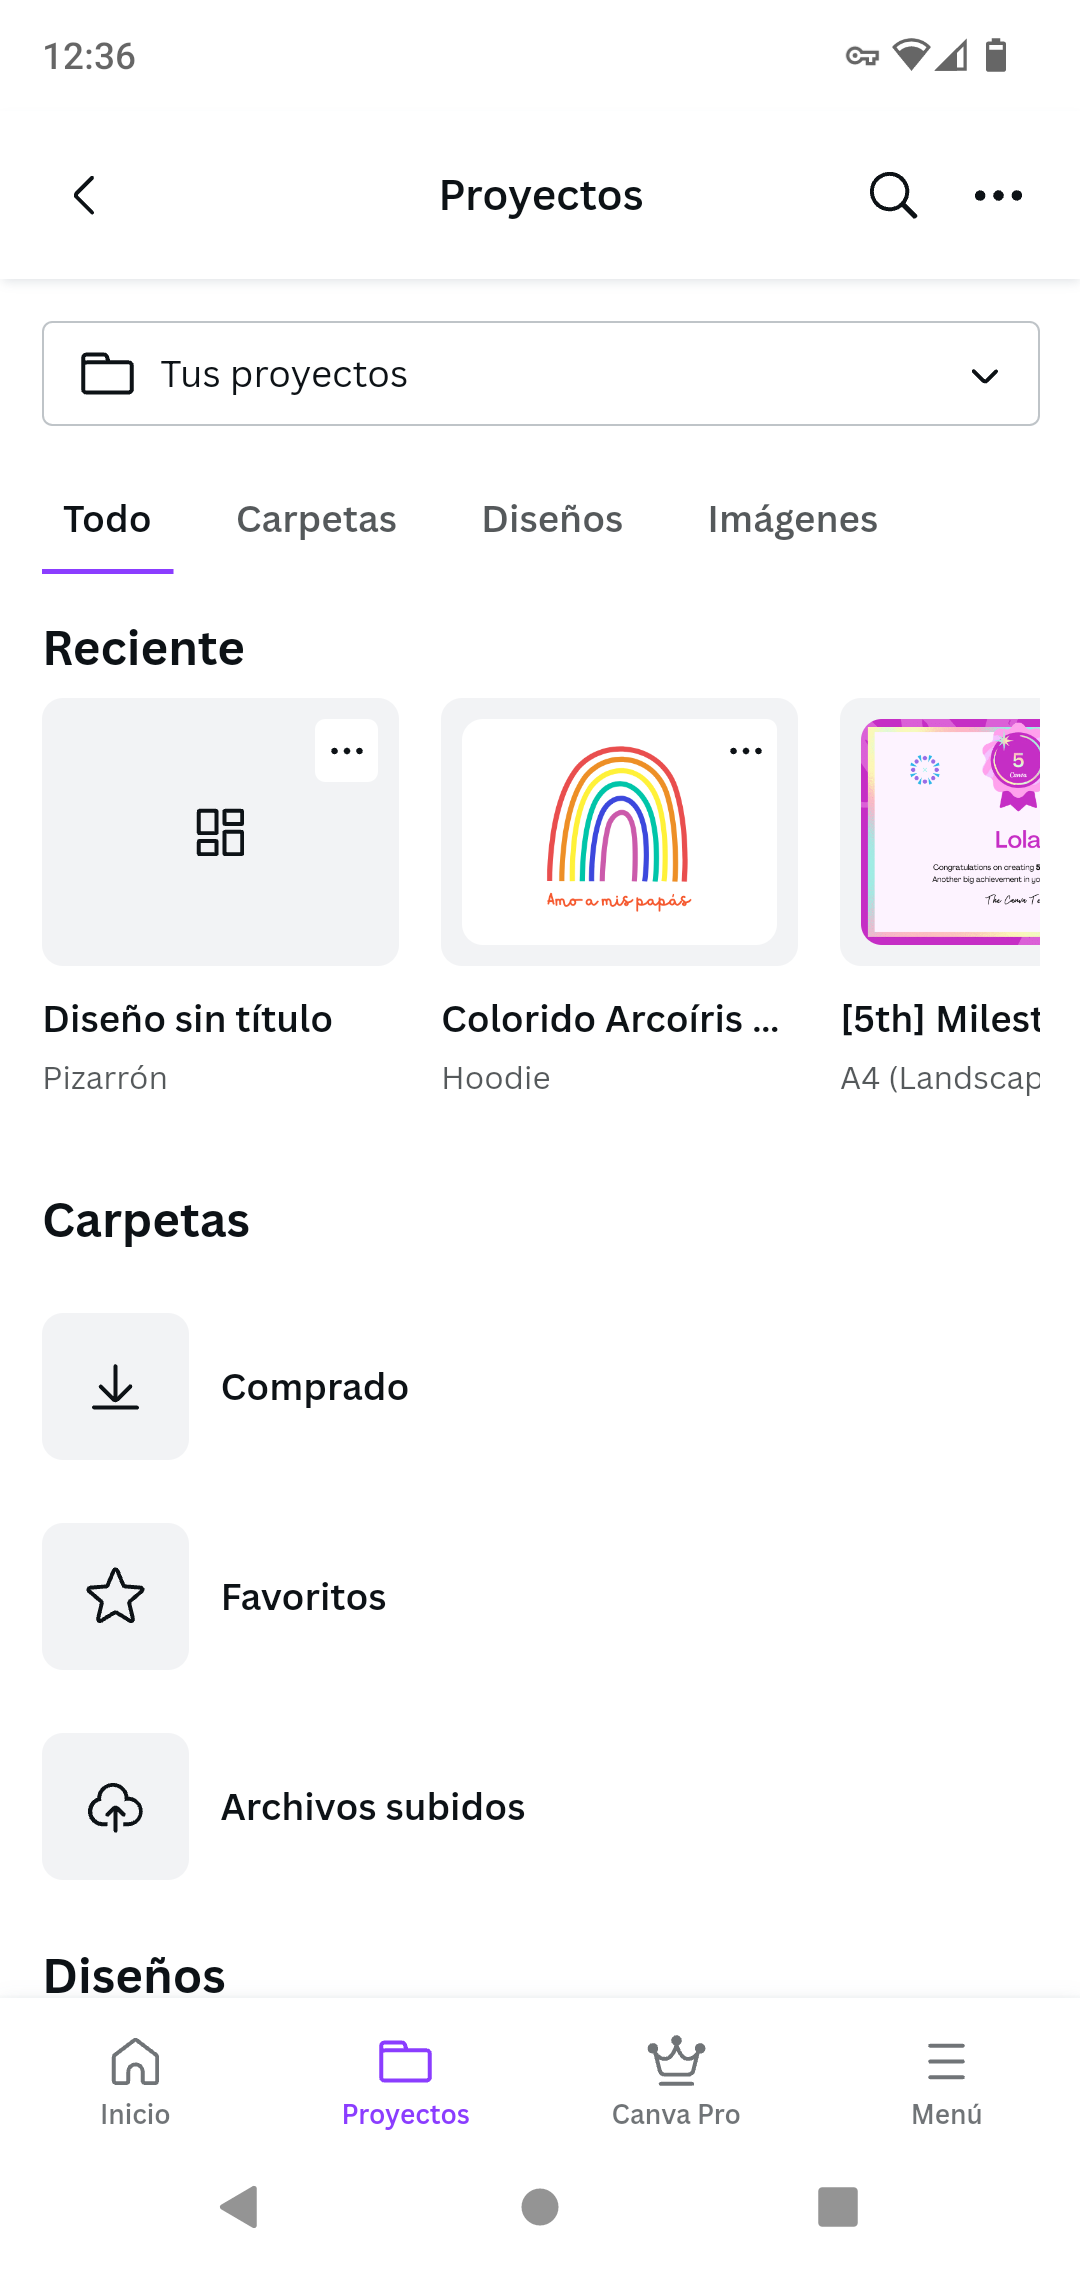 12:36
Proyectos
Tus proyectos
Todo Carpetas Diseños Imágenes
Reciente
Amo a mis papás
5
Canva
Lola
Congratulations on creating 5
Another big achievement in yo
The Canva Te
Diseño sin título
Pizarrón
Colorido Arcoíris ...
Hoodie
[5th] Milest
A4 (Landscap
Carpetas
Comprado
Favoritos
Archivos subidos
Diseños
Inicio Proyectos Canva Pro Menú